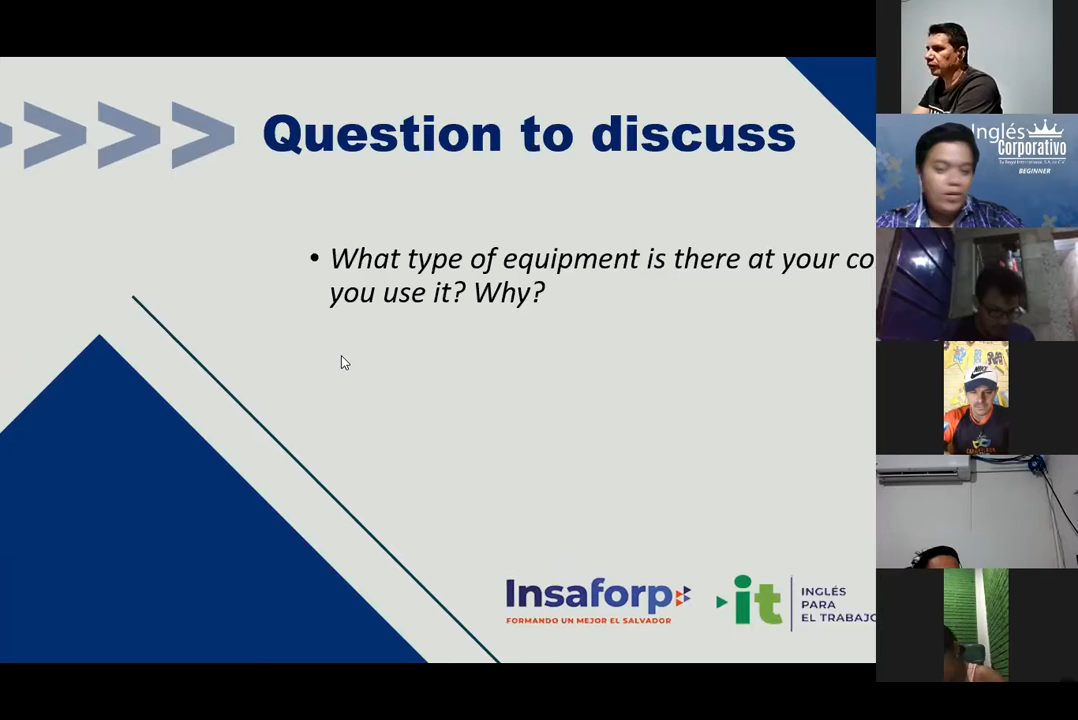 Question to discuss
• What type of equipment is there at your co
you use it? Why?
Insaforp
FORMANDO UN MEJOR EL SALVADOR
it
INGLÉS
PARA
EL TRABAJO
Inglés
Corporativo
BEGINNER
NIKE